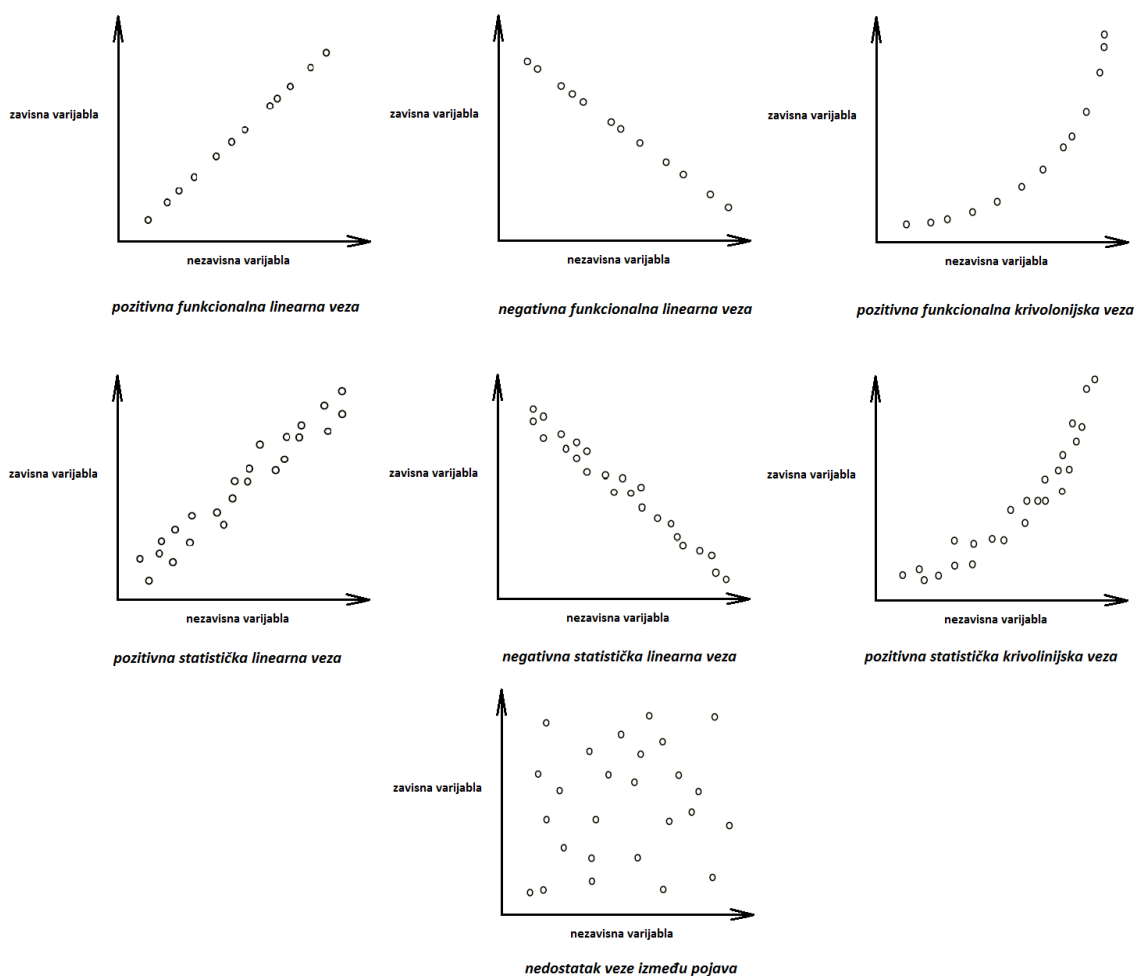 zavisna varijabla
nezavisna varijabla
pozitivna funkcionalna linearna veza
zavisna varijabla
nezavisna varijabla
negativna funkcionalna linearna veza
zavisna varijabla
nezavisna varijabla
pozitivna funkcionalna krivolonijska veza
zavisna varijabla
nezavisna varijabla
pozitivna statistička linearna veza
zavisna varijabla
nezavisna varijabla
negativna statistička linearna veza
zavisna varijabla
nezavisna varijabla
pozitivna statistička krivolinijska veza
zavisna varijabla
nezavisna varijabla
nedostatak veze između pojava